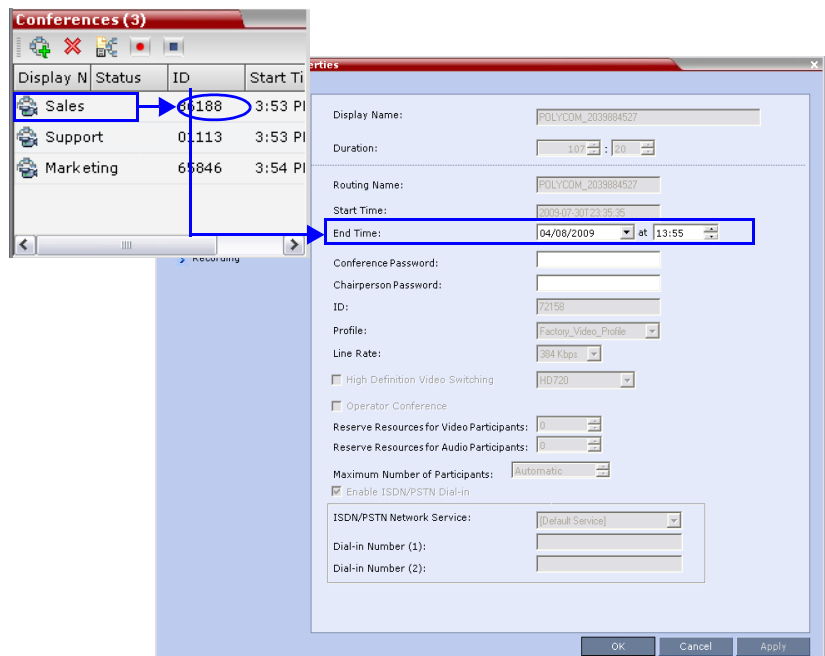 Conferences (3)
Display N Status ID Start Ti
Sales 86188 3:53 P
Support 01113 3:53 P
Marketing 65846 3:54 P
Recording
erties
Display Name: POLYCOM_2039884527
Duration: 107 : 20
Routing Name: POLYCOM_2039884527
Start Time: 2009-07-30T23:35:35
End Time: 04/08/2009 at 13:55
Conference Password:
Chairperson Password:
ID: 72158
Profile: Factory_Video_Profile
Line Rate: 384 Kbps
High Definition Video Switching HD720
Operator Conference
Reserve Resources for Video Participants: 0
Reserve Resources for Audio Participants: 0
Maximum Number of Participants: Automatic
Enable ISDN/PSTN Dial-in
ISDN/PSTN Network Service: [Default Service]
Dial-in Number (1):
Dial-in Number (2):
OK Cancel Apply